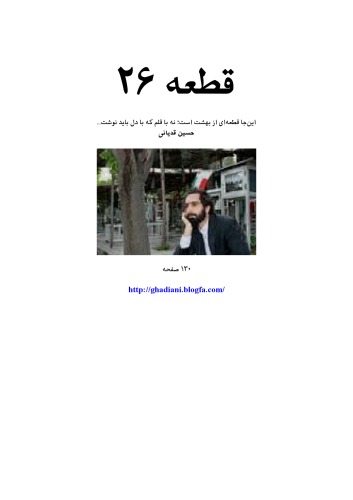 قطعه ۲۶
این‌جا قطعه‌ای از بهشت است؛ نه با قلم که با دل باید نوشت...
حسین قدیانی
۱۳۰ صفحه
http://ghadiani.blogfa.com/